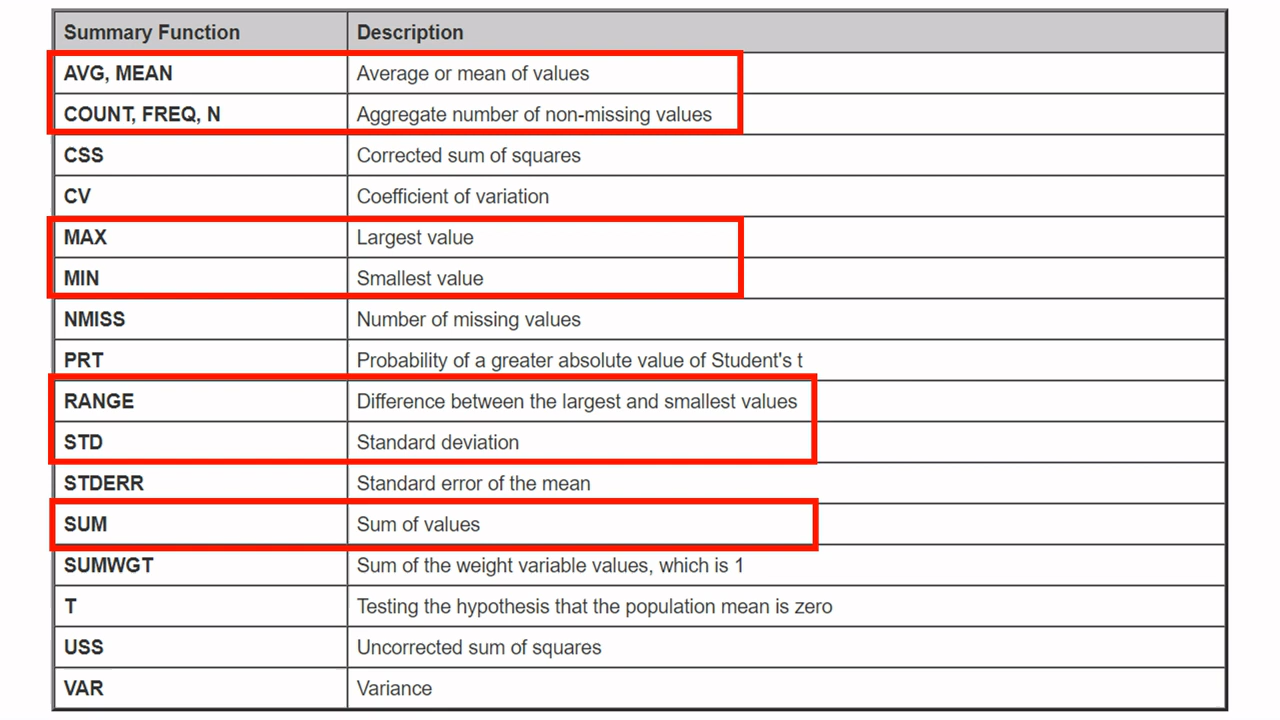 Summary Function Description
AVG, MEAN Average or mean of values
COUNT, FREQ, N Aggregate number of non-missing values
CSS Corrected sum of squares
CV Coefficient of variation
MAX Largest value
MIN Smallest value
NMISS Number of missing values
PRT Probability of a greater absolute value of Student's t
RANGE Difference between the largest and smallest values
STD Standard deviation
STDERR Standard error of the mean
SUM Sum of values
SUMWGT Sum of the weight variable values, which is 1
T Testing the hypothesis that the population mean is zero
USS Uncorrected sum of squares
VAR Variance